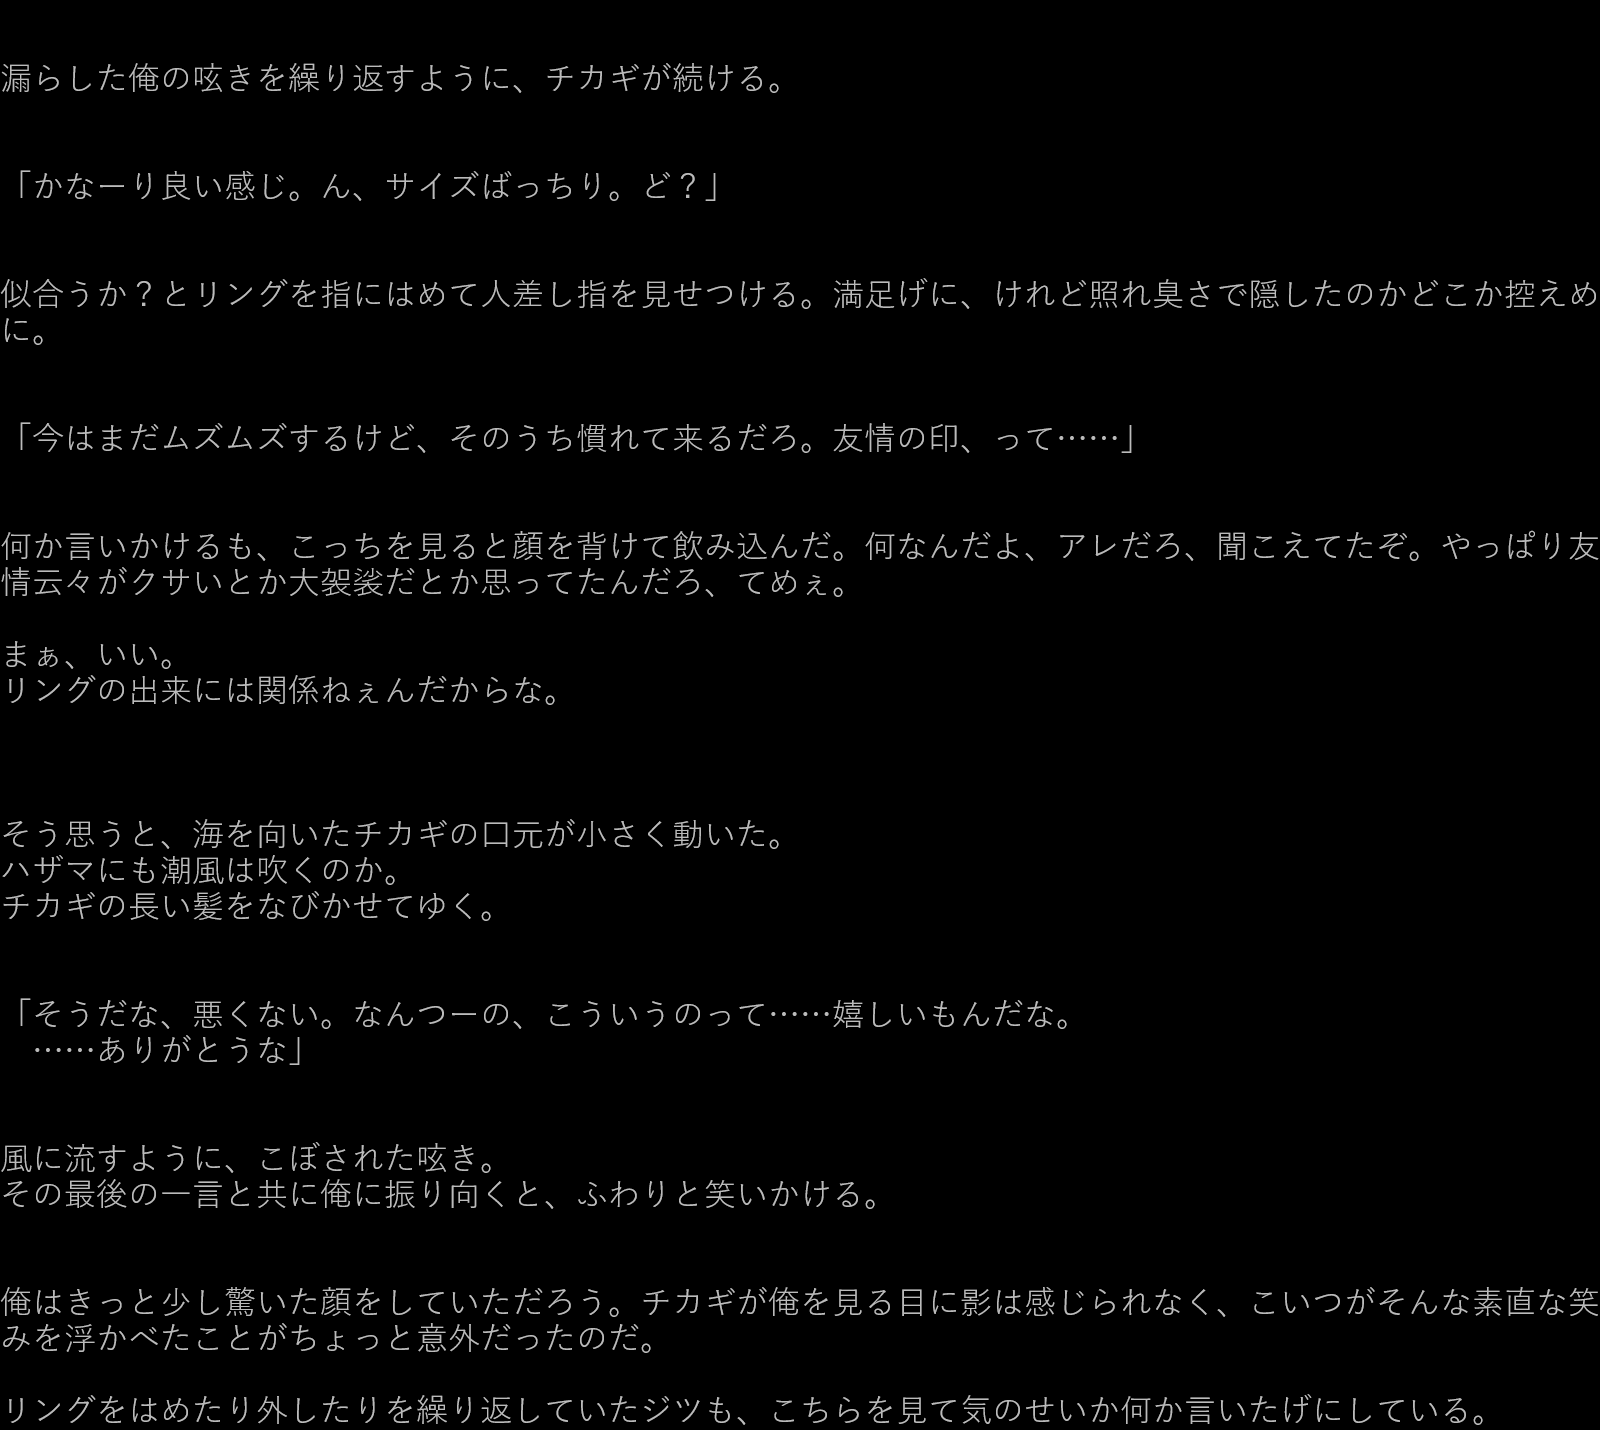 漏らした俺の呟きを繰り返すように、チカギが続ける。
「かなーり良い感じ。ん、サイズばっちり。ど？」
似合うか？とリングを指にはめて人差し指を見せつける。満足げに、けれど照れ臭さで隠したのかどこか控えめ
に。
「今はまだムズムズするけど、そのうち慣れて来るだろ。友情の印、って……」
何か言いかけるも、こっちを見ると顔を背けて飲み込んだ。何なんだよ、アレだろ、聞こえてたぞ。やっぱり友
情云々がクサいとか大袈裟だとか思ってたんだろ、てめぇ。
まぁ、いい。
リングの出来には関係ねぇんだからな。
そう思うと、海を向いたチカギの口元が小さく動いた。
ハザマにも潮風は吹くのか。
チカギの長い髪をなびかせてゆく。
「そうだな、悪くない。なんつーの、こういうのって……嬉しいもんだな。
　……ありがとうな」
風に流すように、こぼされた呟き。
その最後の一言と共に俺に振り向くと、ふわりと笑いかける。
俺はきっと少し驚いた顔をしていただろう。チカギが俺を見る目に影は感じられなく、こいつがそんな素直な笑
みを浮かべたことがちょっと意外だったのだ。
リングをはめたり外したりを繰り返していたジツも、こちらを見て気のせいか何か言いたげにしている。